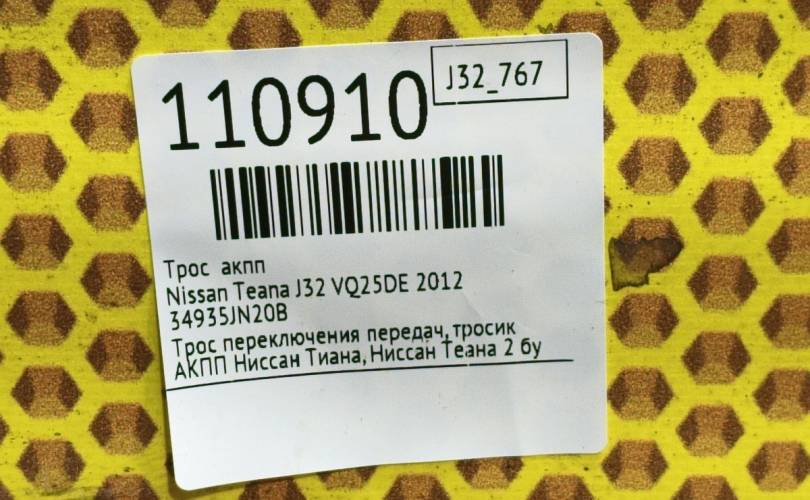 110910
J32_767
Трос акпп
Nissan Teana J32 VQ25DE 2012
34935JN20B
Трос переключения передач, тросик
АКПП Ниссан Тиана, Ниссан Теана 2 бу